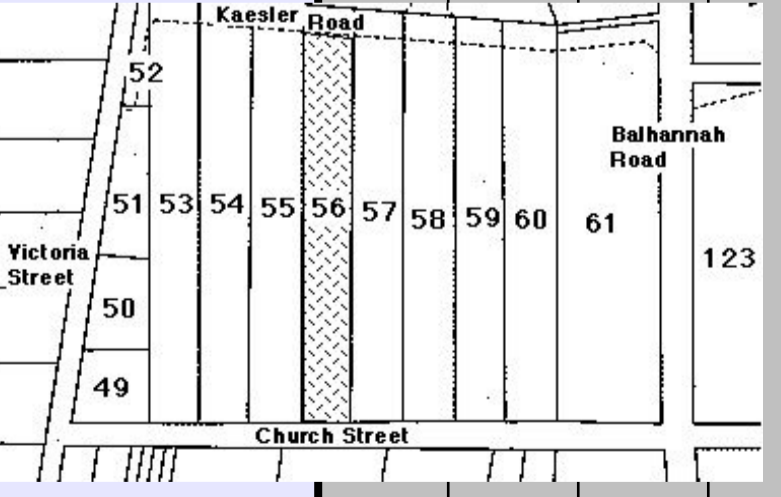 Kaesler Road
52
Balhannah
Road
51 53 54 55 56 57 58 59 60 61
Victoria
Street
123
50
49
Church Street